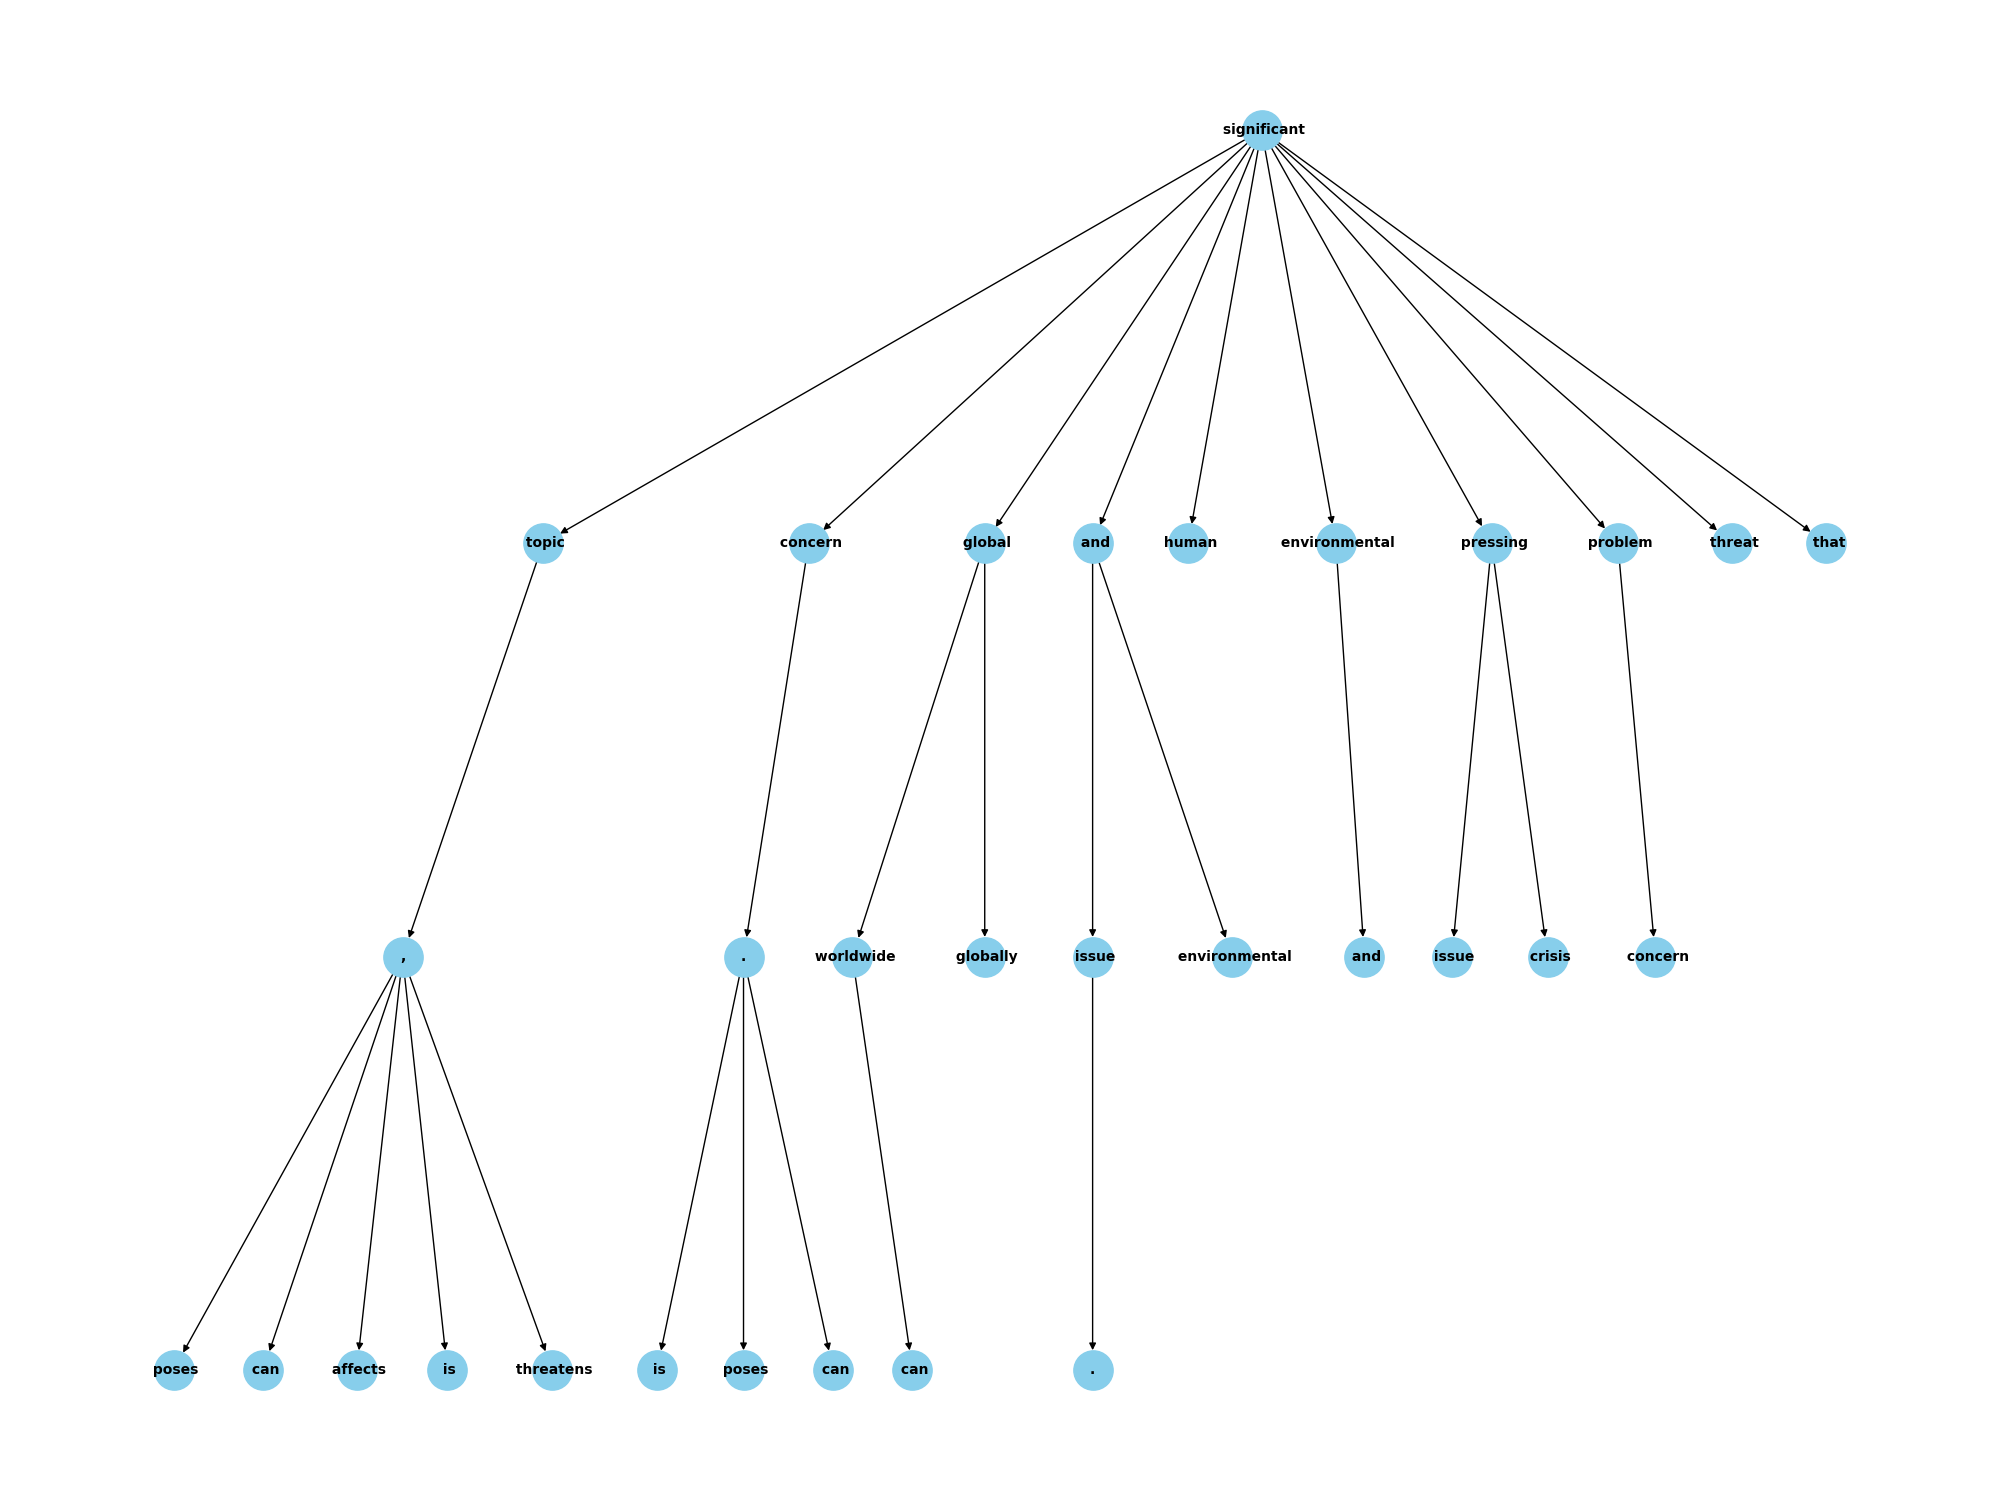 significant
topic concern global and human environmental pressing problem threat that
, . worldwide globally issue environmental and issue crisis concern
poses can affects is threatens is poses can can .